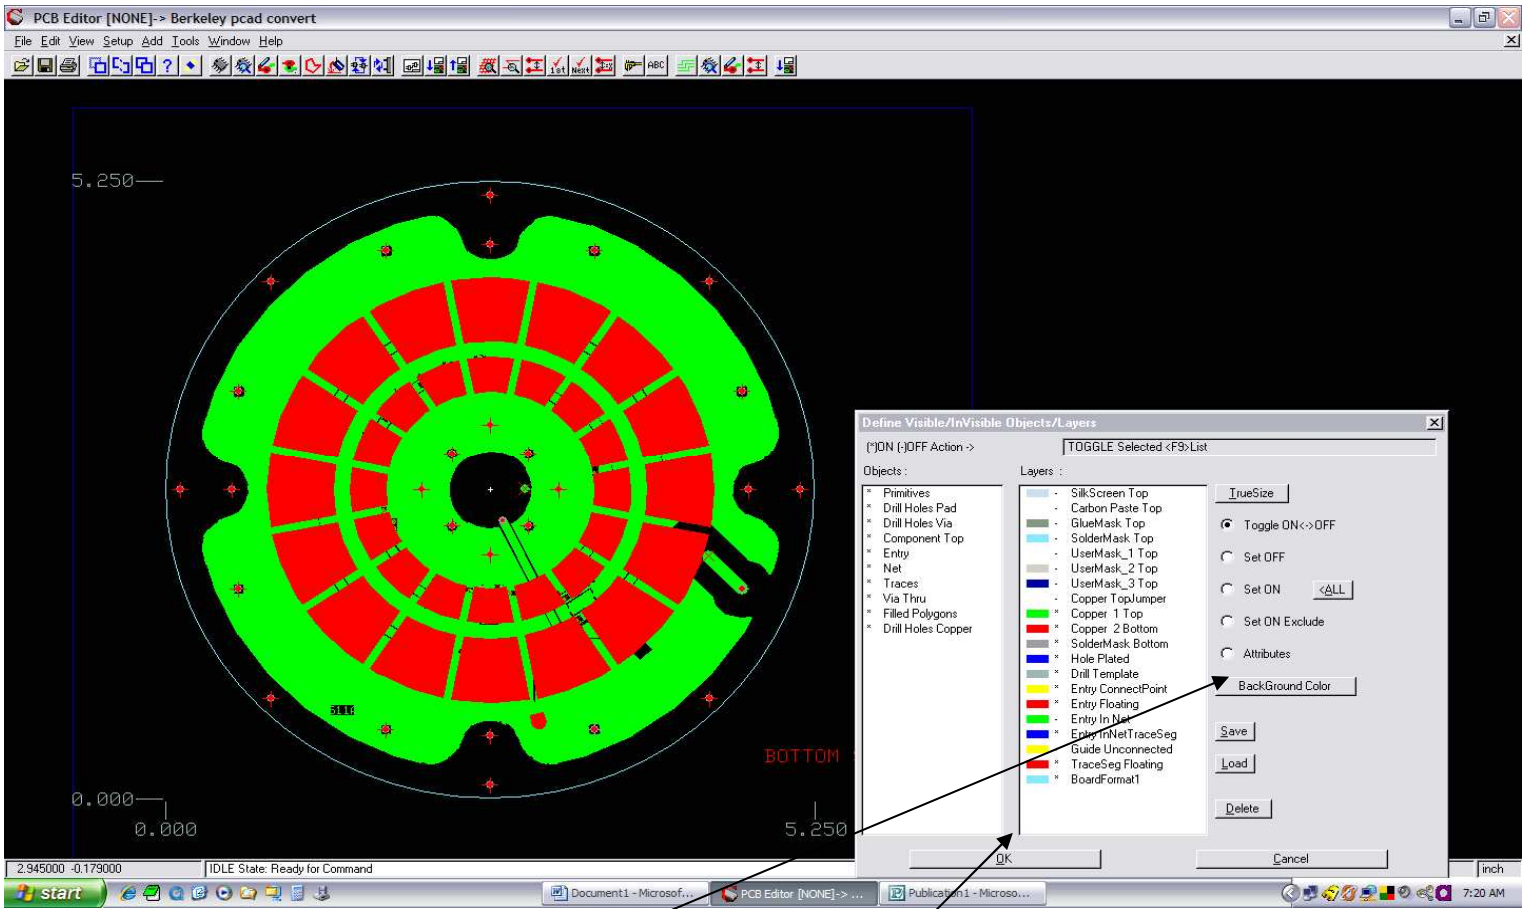 PCB Editor [NONE]-> Berkeley pcad convert
File Edit View Setup Add Tools Window Help
1st Next ABC
5.250
0.000
0.000
5.250
BOTTOM
Define Visible/InVisible Objects/Layers
(*)ON (-)OFF Action ->
TOGGLE Selected <F9>List
Objects :
* Primitives
* Drill Holes Pad
* Drill Holes Via
* Component Top
* Entry
* Net
* Traces
* Via Thru
* Filled Polygons
* Drill Holes Copper
Layers :
- SilkScreen Top
- Carbon Paste Top
- GlueMask Top
- SolderMask Top
- UserMask_1 Top
- UserMask_2 Top
- UserMask_3 Top
- Copper TopJumper
* Copper 1 Top
* Copper 2 Bottom
* SolderMask Bottom
* Hole Plated
* Drill Template
* Entry ConnectPoint
* Entry Floating
- Entry In Net
* Entry InNetTraceSeg
- Guide Unconnected
* TraceSeg Floating
* BoardFormat1
TrueSize
Toggle ON<->OFF
Set OFF
Set ON
<ALL
Set ON Exclude
Attributes
BackGround Color
Save
Load
Delete
OK
Cancel
2.945000 -0.179000
IDLE State: Ready for Command
inch
start
Document1 - Microsof...
PCB Editor [NONE]-> ...
Publication1 - Microso...
7:20 AM